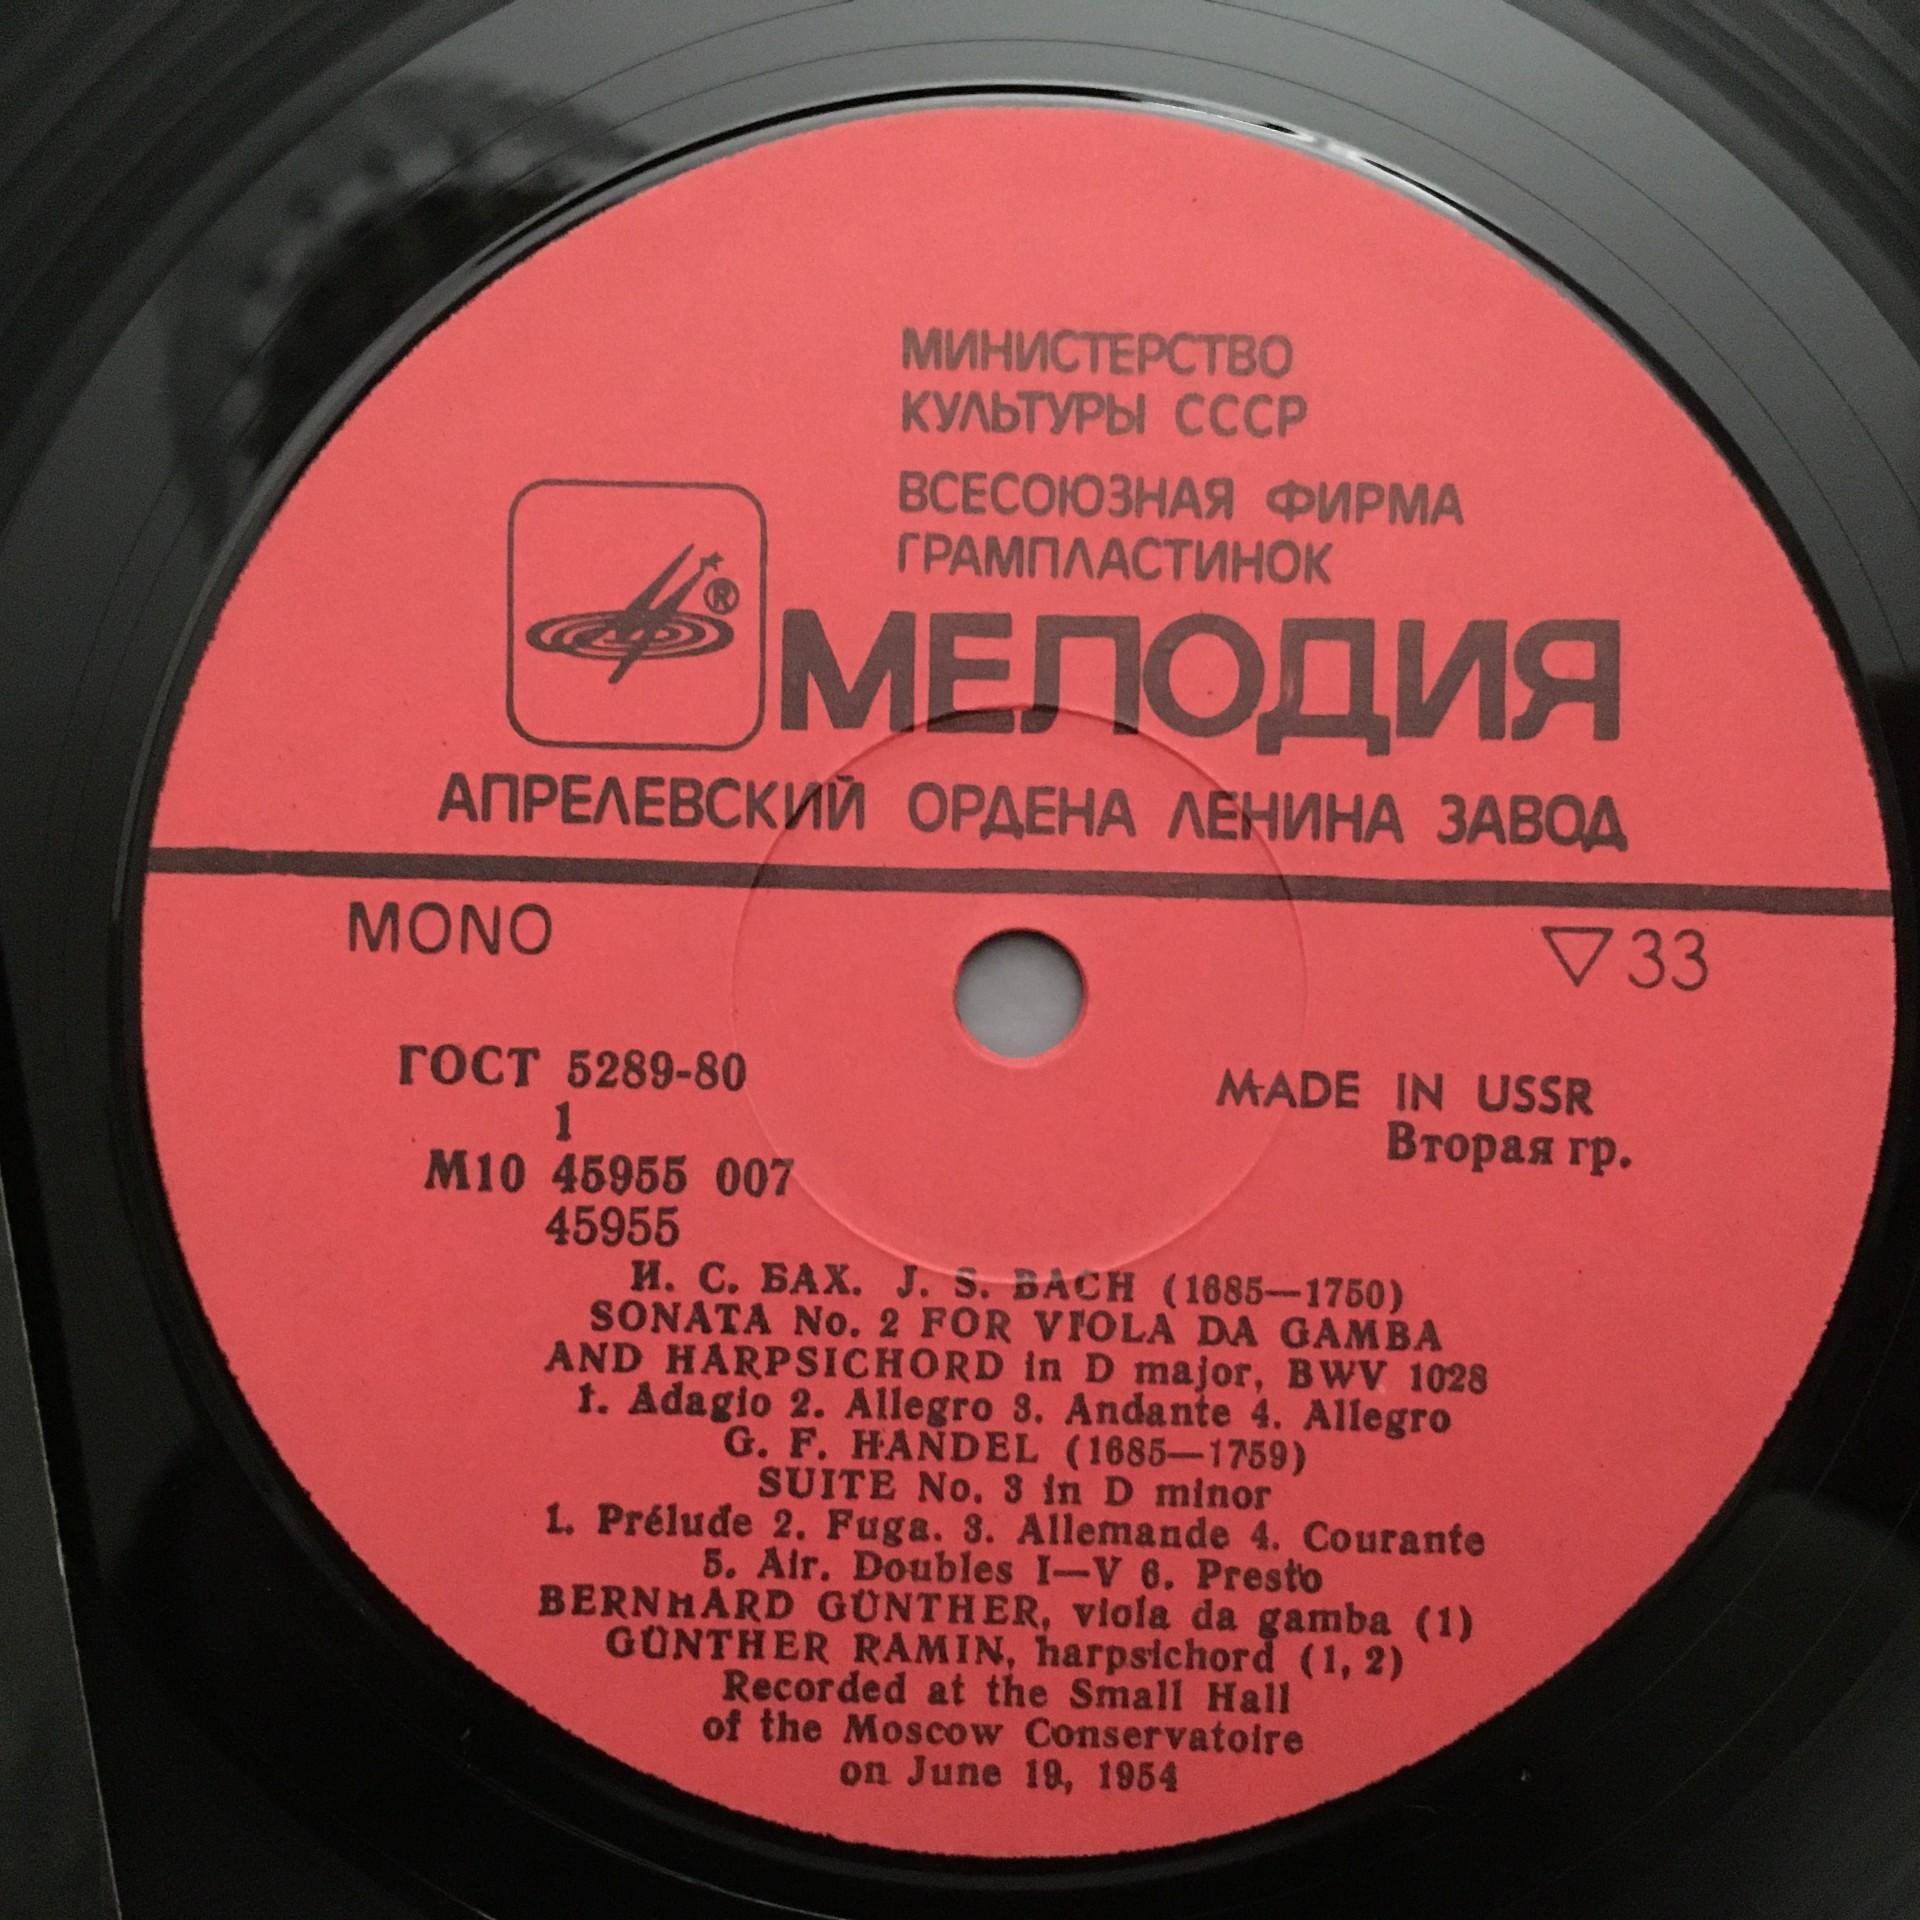 МИНИСТЕРСТВО
КУЛЬТУРЫ СССР
ВСЕСОЮЗНАЯ ФИРМА
ГРАМПЛАСТИНОК
®
МЕЛОДИЯ
АПРЕЛЕВСКИЙ ОРДЕНА ЛЕНИНА ЗАВОД
MONO
▽33
ГОСТ 5289-80
MADE IN USSR
1
Вторая гр.
М10 45955 007
45955
И. С. БАХ. J. S. BACH (1685—1750)
SONATA No. 2 FOR VIOLA DA GAMBA
AND HARPSICHORD in D major, BWV 1028
1. Adagio 2. Allegro 3. Andante 4. Allegro
G. F. HANDEL (1685—1759)
SUITE No. 3 in D minor
1. Prélude 2. Fuga. 3. Allemande 4. Courante
5. Air. Doubles I—V 6. Presto
BERNHARD GÜNTHER, viola da gamba (1)
GÜNTHER RAMIN, harpsichord (1, 2)
Recorded at the Small Hall
of the Moscow Conservatoire
on June 19, 1954